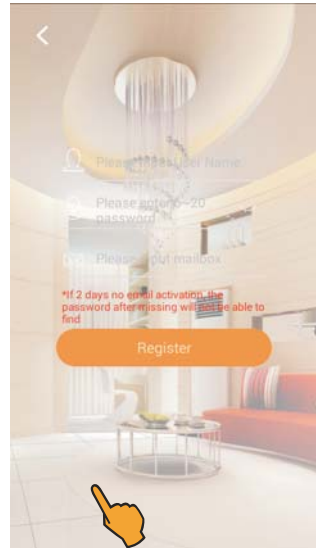 Please input User Name
Please enter 6-20
password
Please input mailbox
*If 2 days no email activation, the
password after missing will not be able to
find
Register